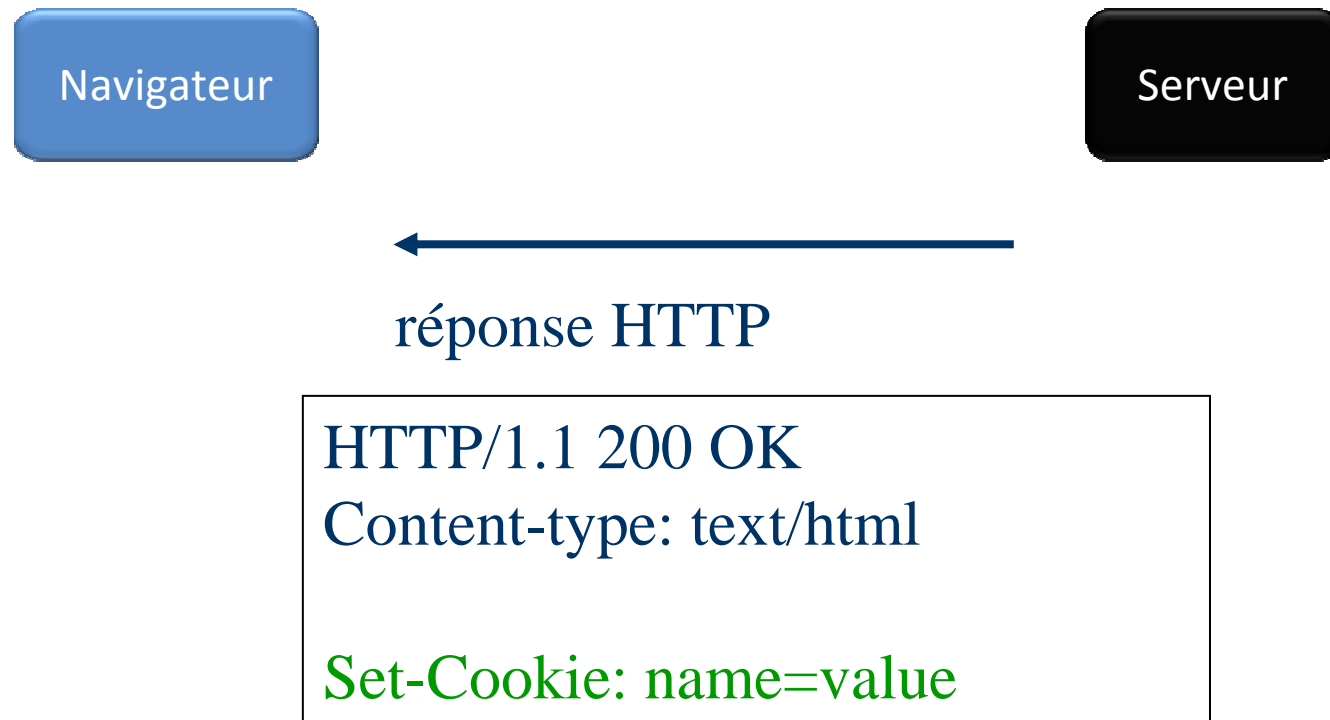 Navigateur
Serveur
réponse HTTP
HTTP/1.1 200 OK
Content-type: text/html
Set-Cookie: name=value